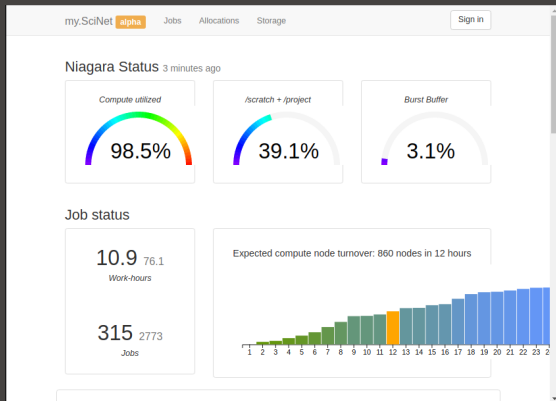 my.SciNet alpha Jobs Allocations Storage Sign in
Niagara Status 3 minutes ago
Compute utilized
98.5%
/scratch + /project
39.1%
Burst Buffer
3.1%
Job status
10.9 76.1
Work-hours
315 2773
Jobs
Expected compute node turnover: 860 nodes in 12 hours
1 2 3 4 5 6 7 8 9 10 11 12 13 14 15 16 17 18 19 20 21 22 23